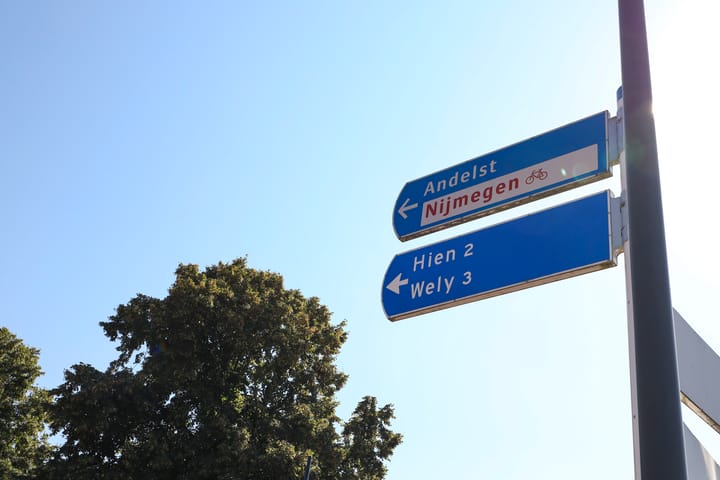 Andelst
Nijmegen
Hien 2
Wely 3